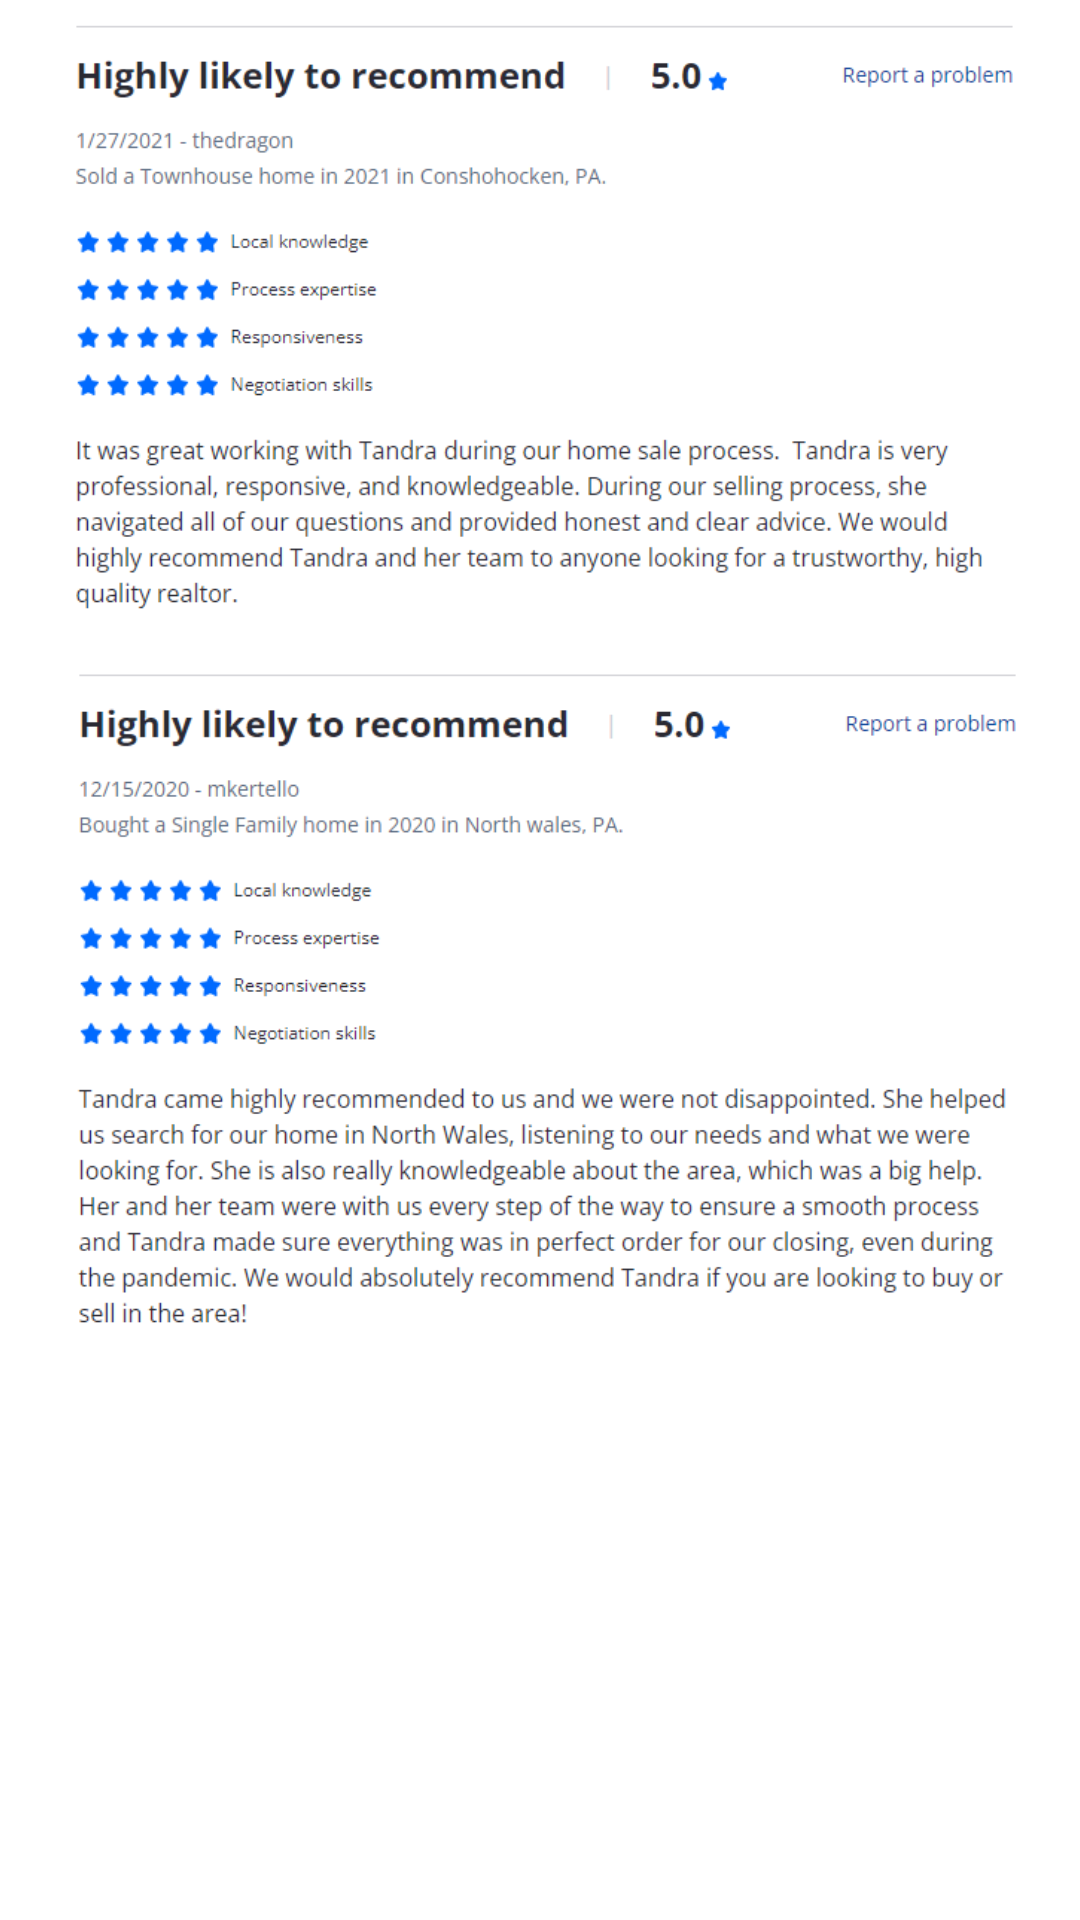 Highly likely to recommend | 5.0 Report a problem
1/27/2021 - thedragon
Sold a Townhouse home in 2021 in Conshohocken, PA.
Local knowledge
Process expertise
Responsiveness
Negotiation skills
It was great working with Tandra during our home sale process.  Tandra is very
professional, responsive, and knowledgeable. During our selling process, she
navigated all of our questions and provided honest and clear advice. We would
highly recommend Tandra and her team to anyone looking for a trustworthy, high
quality realtor.
Highly likely to recommend | 5.0 Report a problem
12/15/2020 - mkertello
Bought a Single Family home in 2020 in North wales, PA.
Local knowledge
Process expertise
Responsiveness
Negotiation skills
Tandra came highly recommended to us and we were not disappointed. She helped
us search for our home in North Wales, listening to our needs and what we were
looking for. She is also really knowledgeable about the area, which was a big help.
Her and her team were with us every step of the way to ensure a smooth process
and Tandra made sure everything was in perfect order for our closing, even during
the pandemic. We would absolutely recommend Tandra if you are looking to buy or
sell in the area!